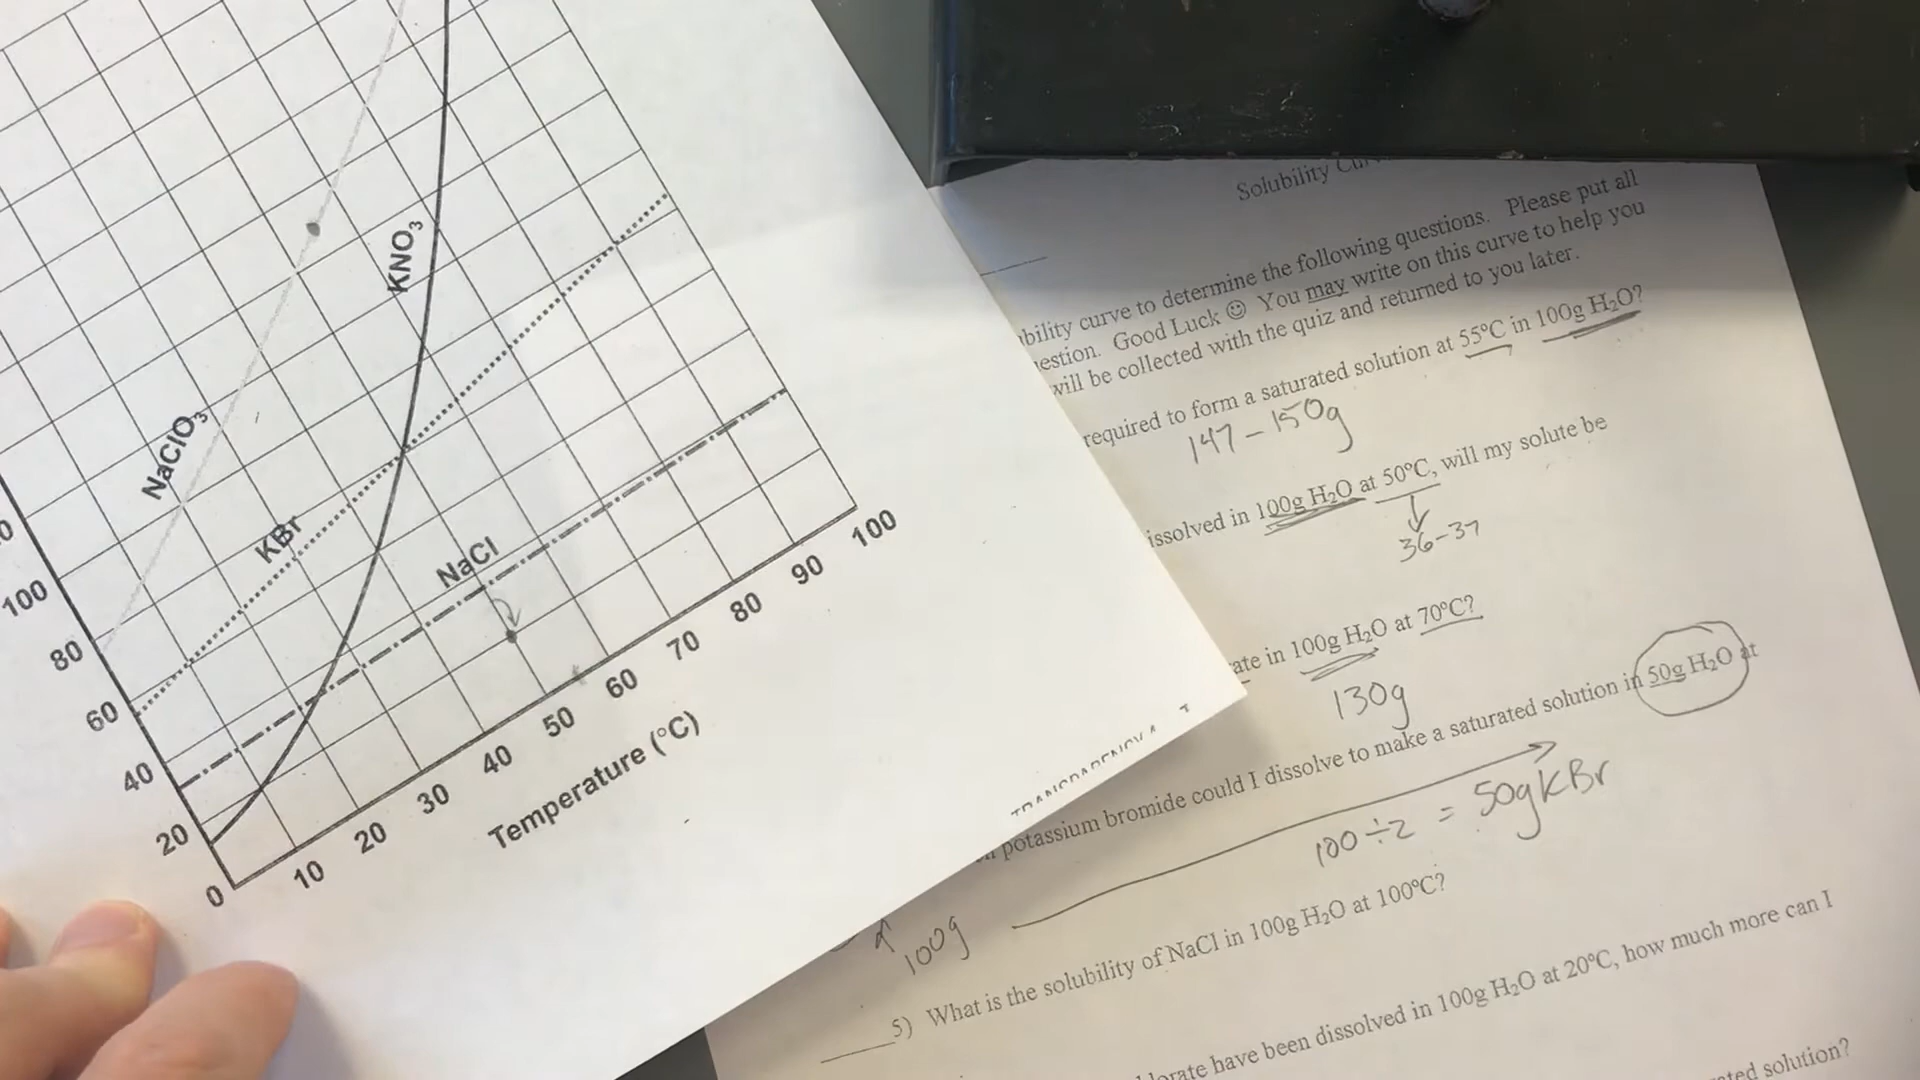 NaClO3
KNO3
KBr
NaCl
100
80
60
40
20
0
10
20
30
40
50
60
70
80
90
100
Temperature (°C)
Solubility
curve to determine the following questions. Please put all
Good Luck ☺ You may write on this curve to help you
will be collected with the quiz and returned to you later.
required to form a saturated solution at 55°C in 100g H2O?
147-150g
in 100g H2O at 50°C, will my solute be
36-37
in 100g H2O at 70°C?
130g
potassium bromide could I dissolve to make a saturated solution in 50g H2O at
100÷2 = 50g KBr
100g
5) What is the solubility of NaCl in 100g H2O at 100°C?
have been dissolved in 100g H2O at 20°C, how much more can I
solution?